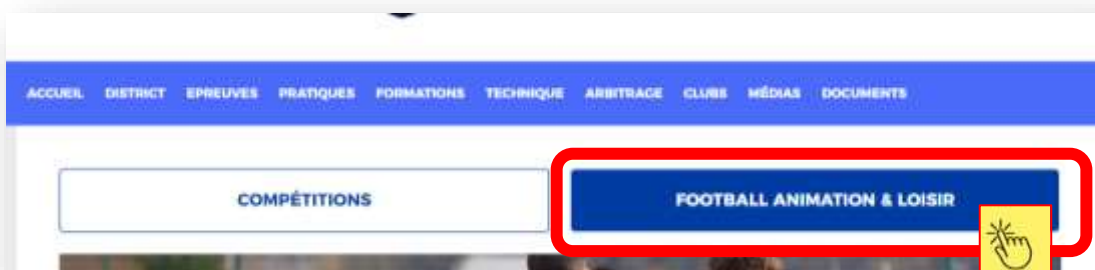 ACCUEIL DISTRICT EPREUVES PRATIQUES FORMATIONS TECHNIQUE ARBITRAGE CLUBS MÉDIAS DOCUMENTS
COMPÉTITIONS FOOTBALL ANIMATION & LOISIR